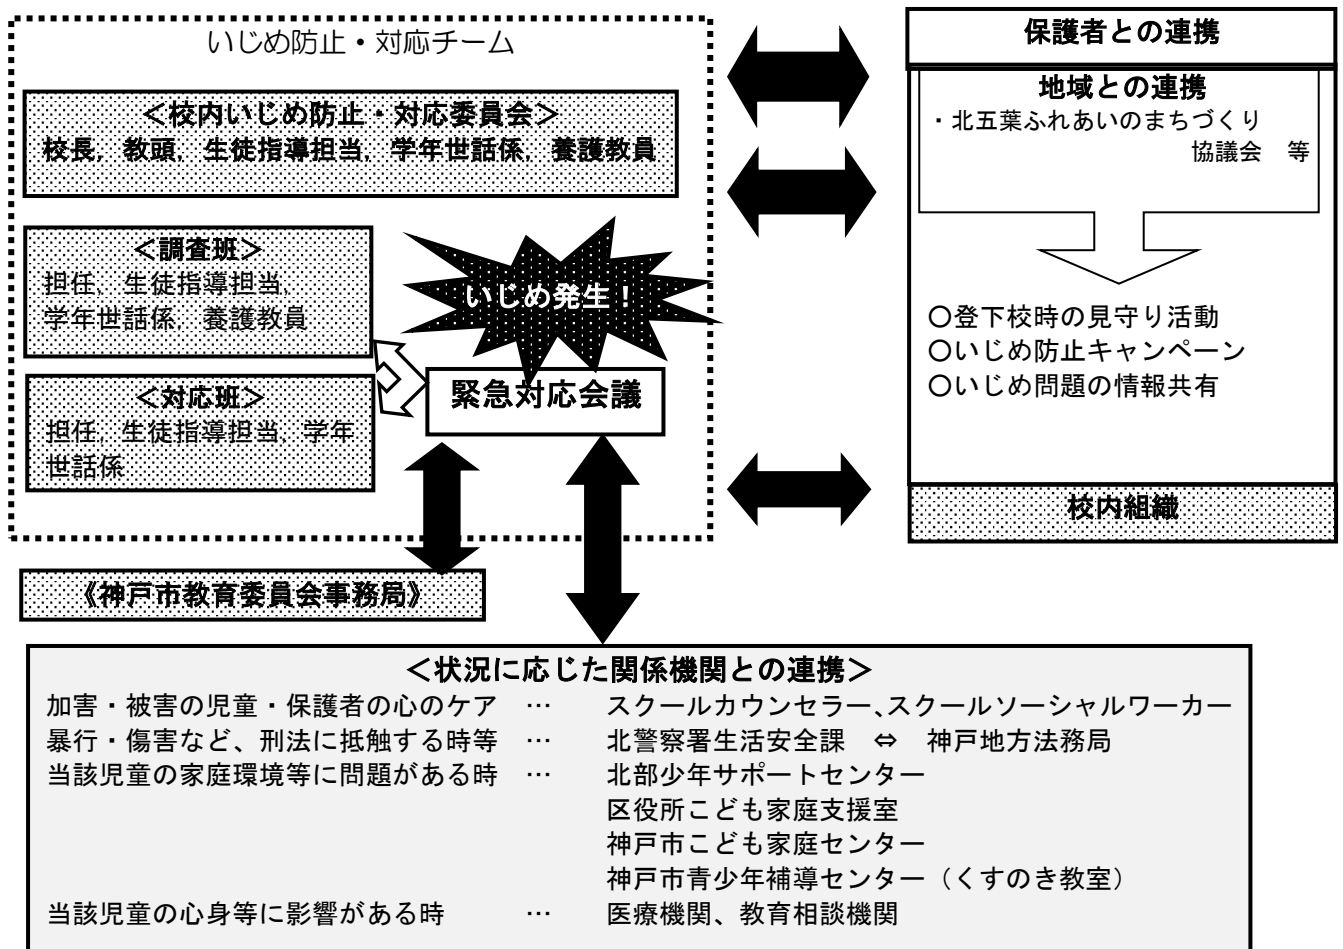 いじめ防止・対応チーム
＜校内いじめ防止・対応委員会＞
校長，教頭，生徒指導担当，学年世話係，養護教員
＜調査班＞
担任，生徒指導担当，
学年世話係，養護教員
いじめ発生！
＜対応班＞
担任，生徒指導担当，学年
世話係
緊急対応会議
《神戸市教育委員会事務局》
保護者との連携
地域との連携
・北五葉ふれあいのまちづくり
協議会　等
○登下校時の見守り活動
○いじめ防止キャンペーン
○いじめ問題の情報共有
校内組織
＜状況に応じた関係機関との連携＞
加害・被害の児童・保護者の心のケア　…　スクールカウンセラー、スクールソーシャルワーカー
暴行・傷害など、刑法に抵触する時等　…　北警察署生活安全課　⇔　神戸地方法務局
当該児童の家庭環境等に問題がある時　…　北部少年サポートセンター
区役所こども家庭支援室
神戸市こども家庭センター
神戸市青少年補導センター（くすのき教室）
当該児童の心身等に影響がある時　…　医療機関、教育相談機関